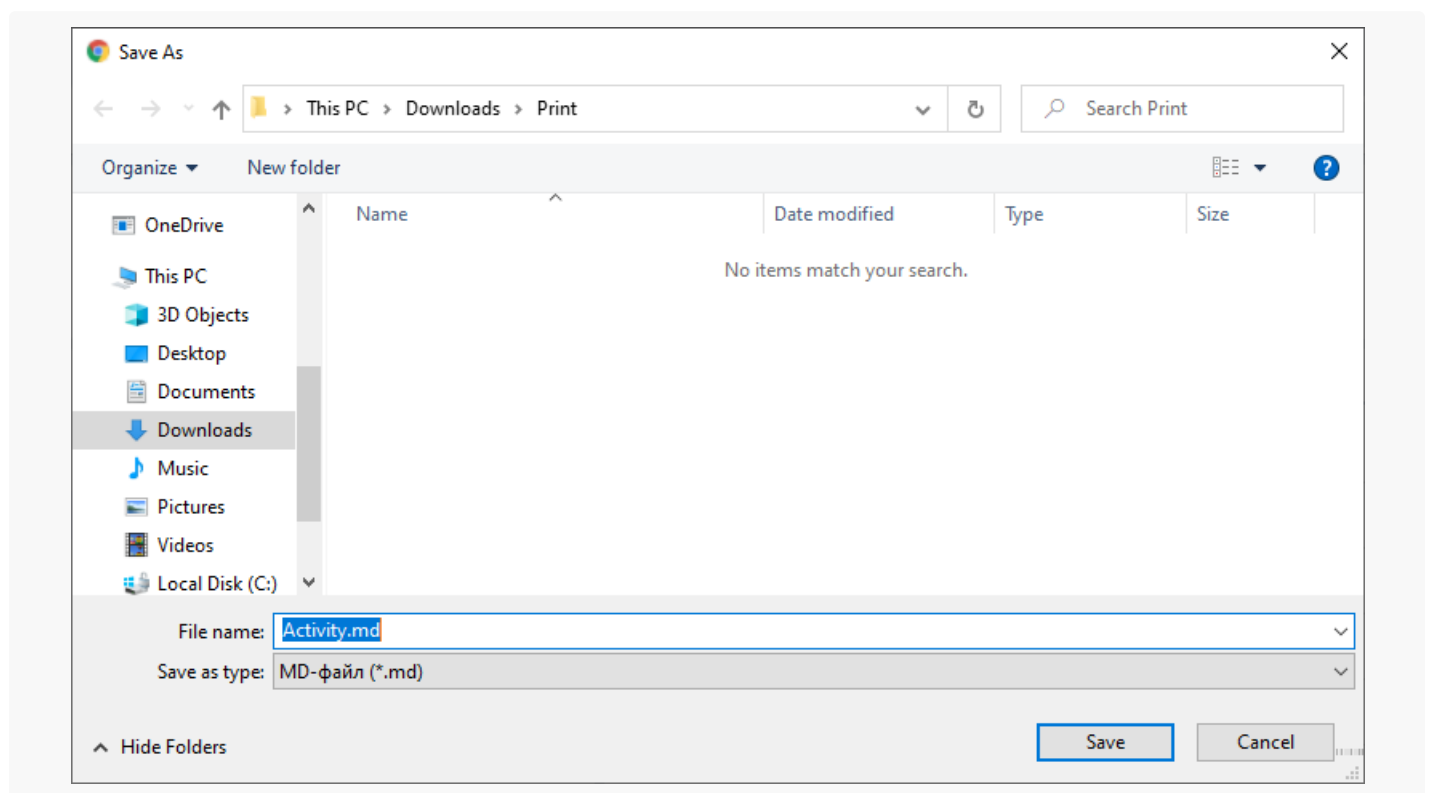 Save As
This PC > Downloads > Print
Search Print
Organize
New folder
Name
Date modified
Type
Size
No items match your search.
OneDrive
This PC
3D Objects
Desktop
Documents
Downloads
Music
Pictures
Videos
Local Disk (C:)
File name: Activity.md
Save as type: MD-файл (*.md)
Hide Folders
Save
Cancel